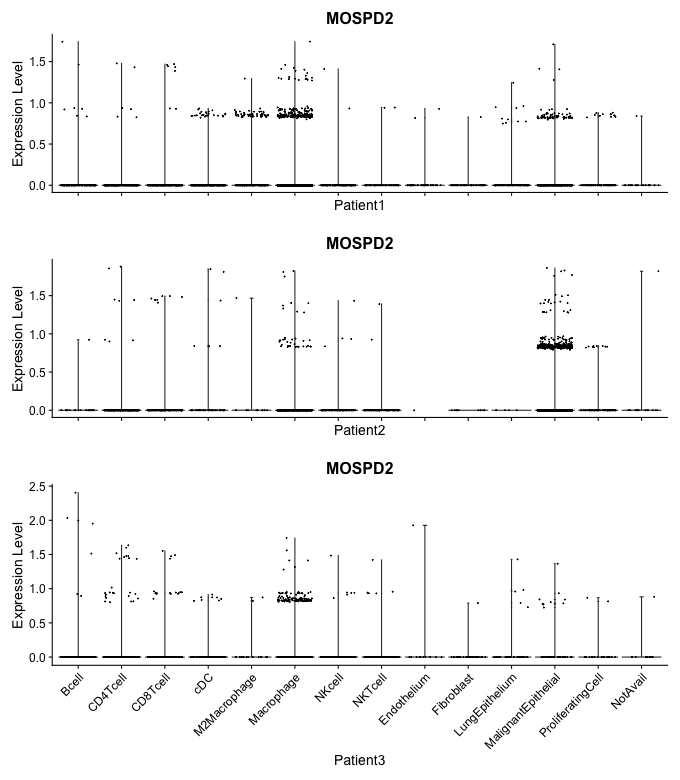 MOSPD2
Expression Level
1.5
1.0
0.5
0.0
Patient1
MOSPD2
Expression Level
1.5
1.0
0.5
0.0
Patient2
MOSPD2
Expression Level
2.5
2.0
1.5
1.0
0.5
0.0
Bcell
CD4Tcell
CD8Tcell
cDC
M2Macrophage
Macrophage
NKcell
NKTcell
Endothelium
Fibroblast
LungEpithelium
MalignantEpithelial
ProliferatingCell
NotAvail
Patient3